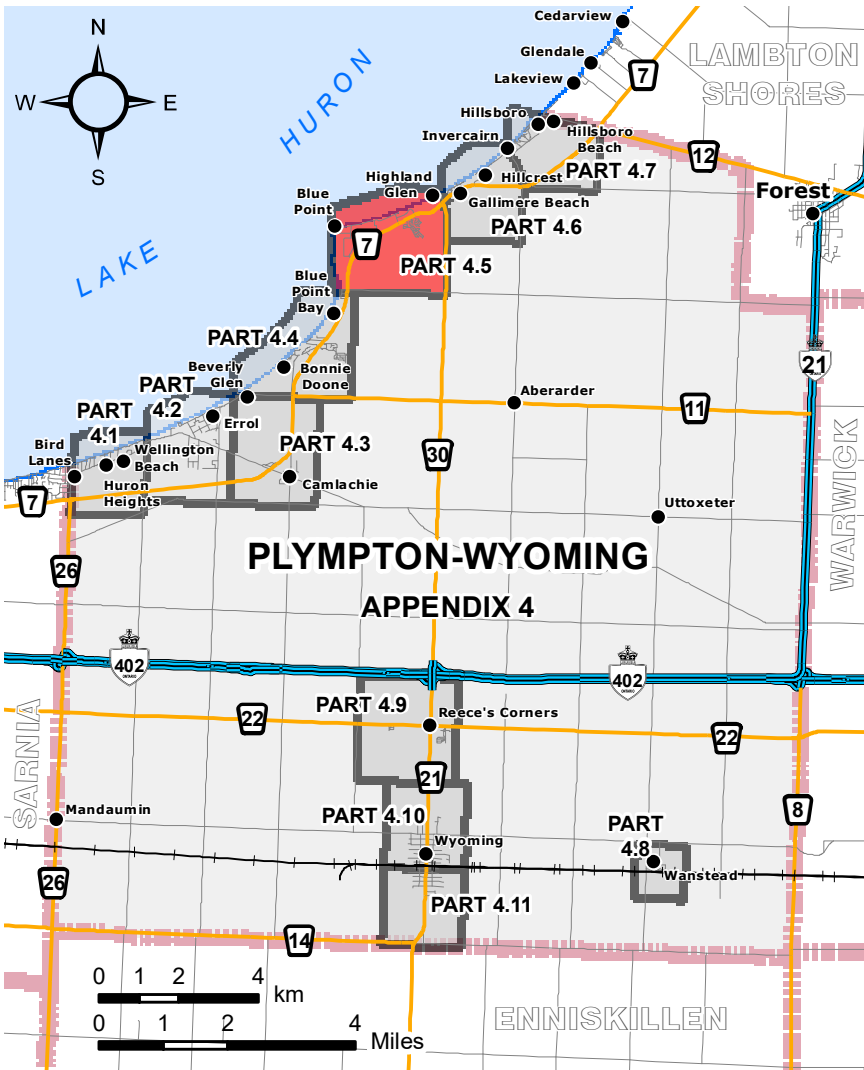 Cedarview
N
Glendale
LAMBTON
SHORES
7
HURON
Lakeview
W
E
Hillsboro
Hillsboro
Beach
Invercairn
12
S
PART 4.7
Highland
Glen
Hillcrest
Forest
Blue
Point
Gallimere Beach
PART 4.6
7
LAKE
PART 4.5
Blue
Point
Bay
PART 4.4
21
Beverly
Glen
Bonnie
Doone
PART
4.2
Aberarder
11
PART
4.1
Errol
Bird
Lanes
PART 4.3
30
Wellington
Beach
WARWICK
Huron
Heights
Camlachie
7
Uttoxeter
PLYMPTON-WYOMING
26
APPENDIX 4
402
ONTARIO
402
ONTARIO
SARNIA
PART 4.9
Reece's Corners
22
22
21
8
Mandaumin
PART 4.10
PART
4.8
Wyoming
Wanstead
26
PART 4.11
14
0 1 2 4
km
ENNISKILLEN
0 1 2 4
Miles